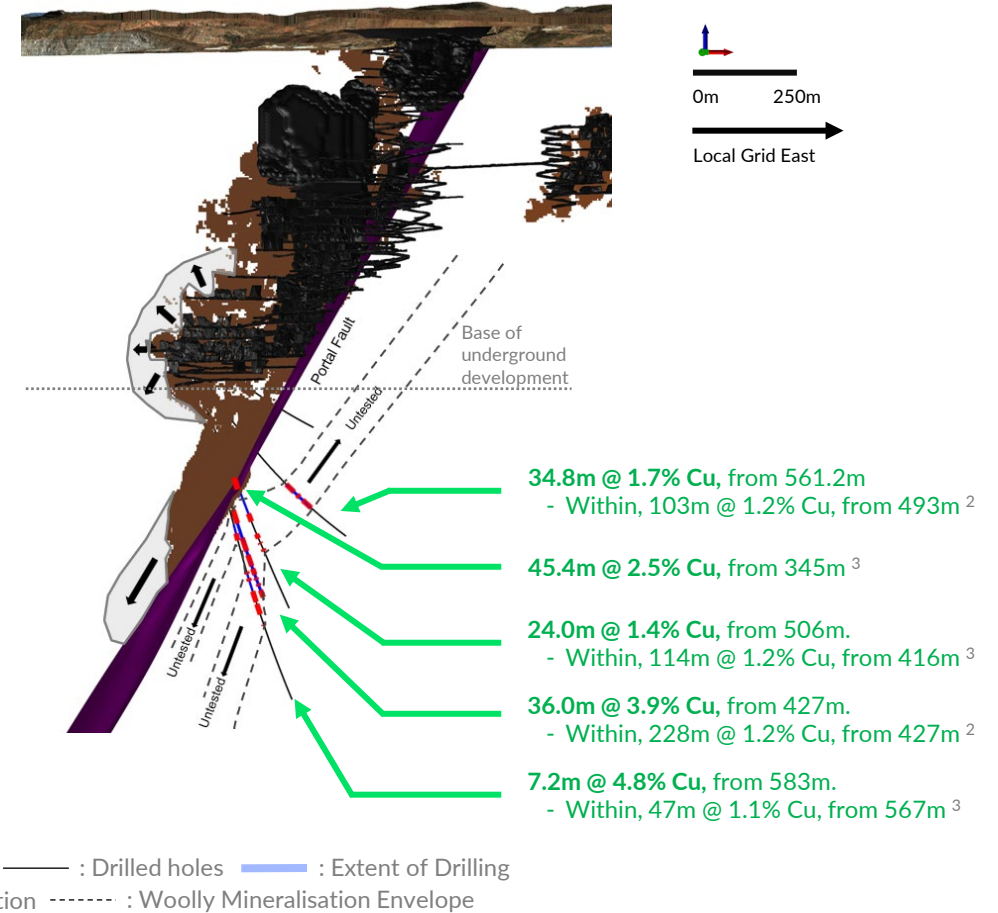 0m 250m
Local Grid East
Portal Fault
Base of
underground
development
Untested
34.8m @ 1.7% Cu, from 561.2m
- Within, 103m @ 1.2% Cu, from 493m 2
45.4m @ 2.5% Cu, from 345m 3
24.0m @ 1.4% Cu, from 506m.
- Within, 114m @ 1.2% Cu, from 416m 3
Untested
Untested
36.0m @ 3.9% Cu, from 427m.
- Within, 228m @ 1.2% Cu, from 427m 2
7.2m @ 4.8% Cu, from 583m.
- Within, 47m @ 1.1% Cu, from 567m 3
: Drilled holes : Extent of Drilling
tion : Woolly Mineralisation Envelope